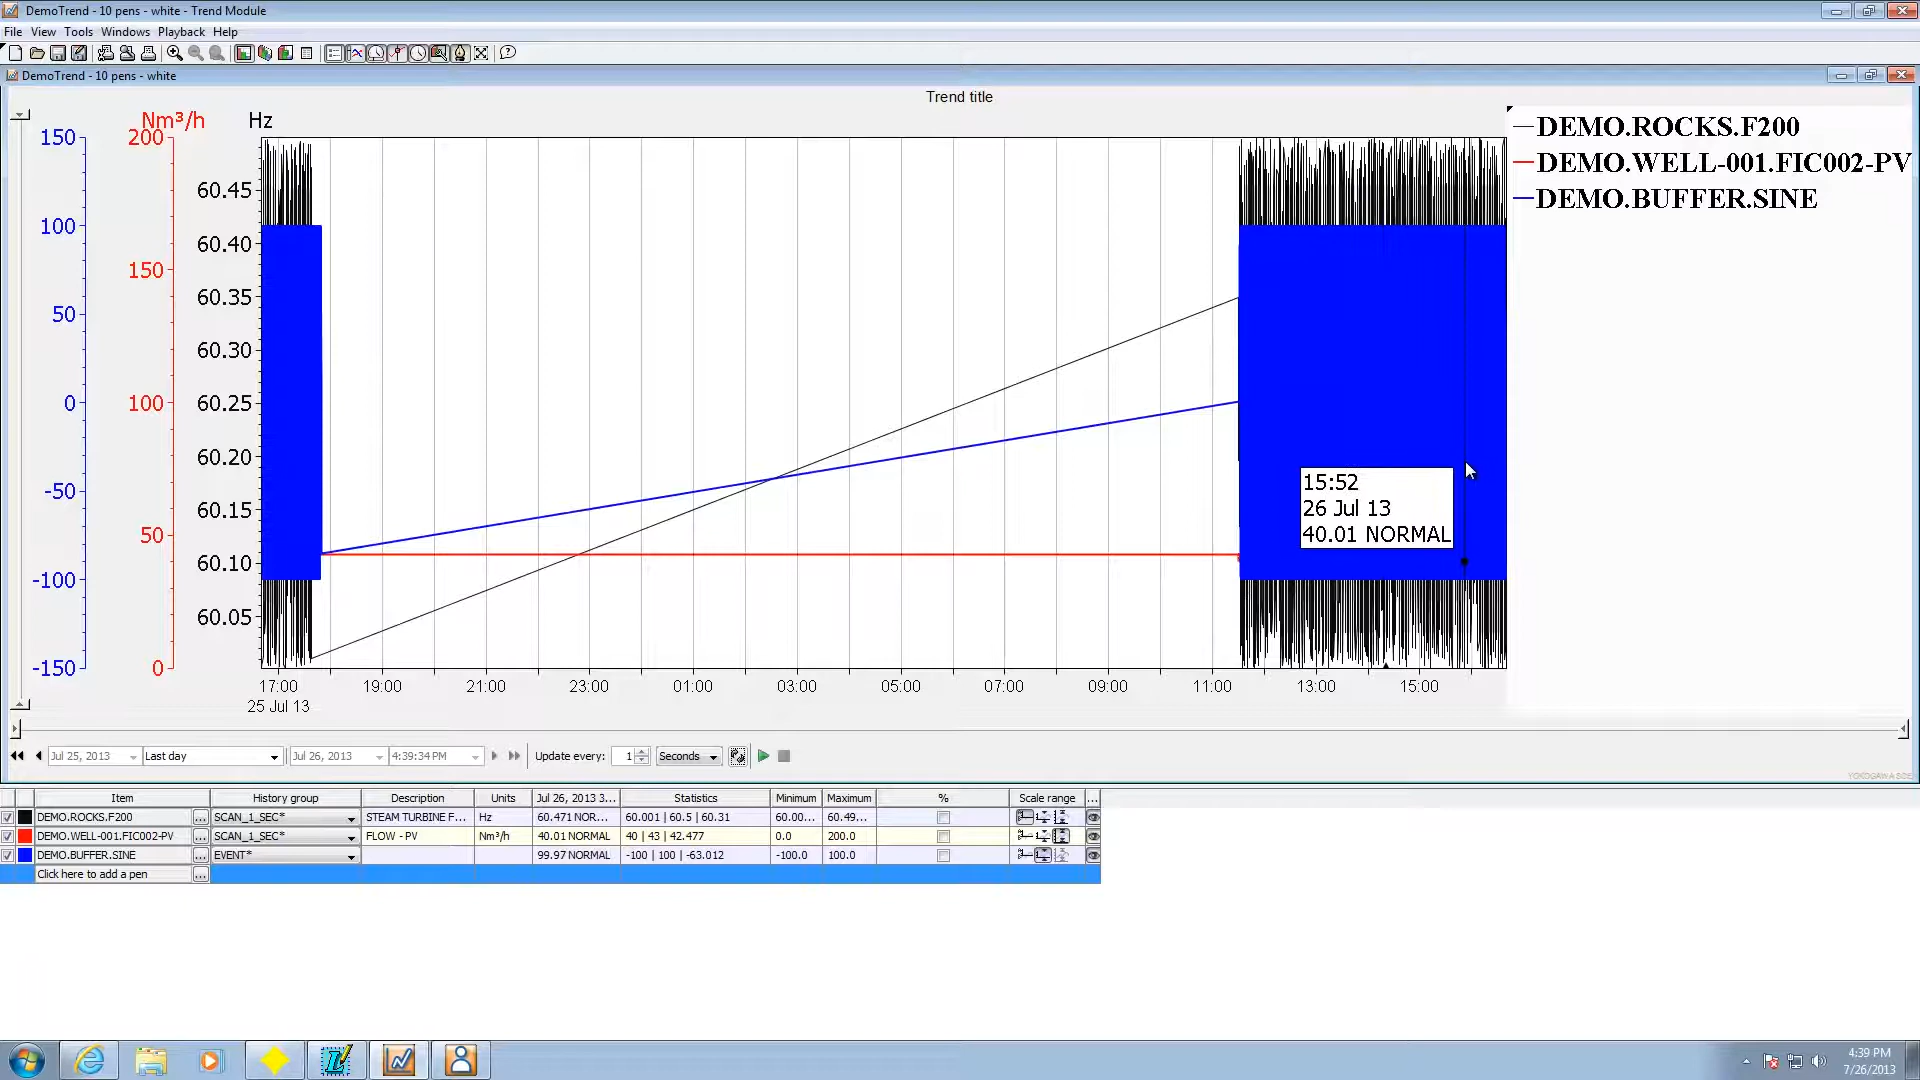 DemoTrend - 10 pens - white - Trend Module
File View Tools Windows Playback Help
DemoTrend - 10 pens - white
Trend title
Nm³/h Hz
150 100 50 0 -50 -100 -150
200 150 100 50 0
60.45 60.40 60.35 60.30 60.25 60.20 60.15 60.10 60.05
DEMO.ROCKS.F200
DEMO.WELL-001.FIC002-PV
DEMO.BUFFER.SINE
15:52
26 Jul 13
40.01 NORMAL
17:00 19:00 21:00 23:00 01:00 03:00 05:00 07:00 09:00 11:00 13:00 15:00
25 Jul 13
Jul 25, 2013 Last day Jul 26, 2013 4:39:34 PM Update every: 1 Seconds
Item History group Description Units Jul 26, 2013 3... Statistics Minimum Maximum % Scale range ...
DEMO.ROCKS.F200 ... SCAN_1_SEC* STEAM TURBINE F... Hz 60.471 NOR... 60.001 | 60.5 | 60.31 60.00... 60.49...
DEMO.WELL-001.FIC002-PV ... SCAN_1_SEC* FLOW - PV Nm³/h 40.01 NORMAL 40 | 43 | 42.477 0.0 200.0
DEMO.BUFFER.SINE ... EVENT* 99.97 NORMAL -100 | 100 | -63.012 -100.0 100.0
Click here to add a pen ...
4:39 PM
7/26/2013